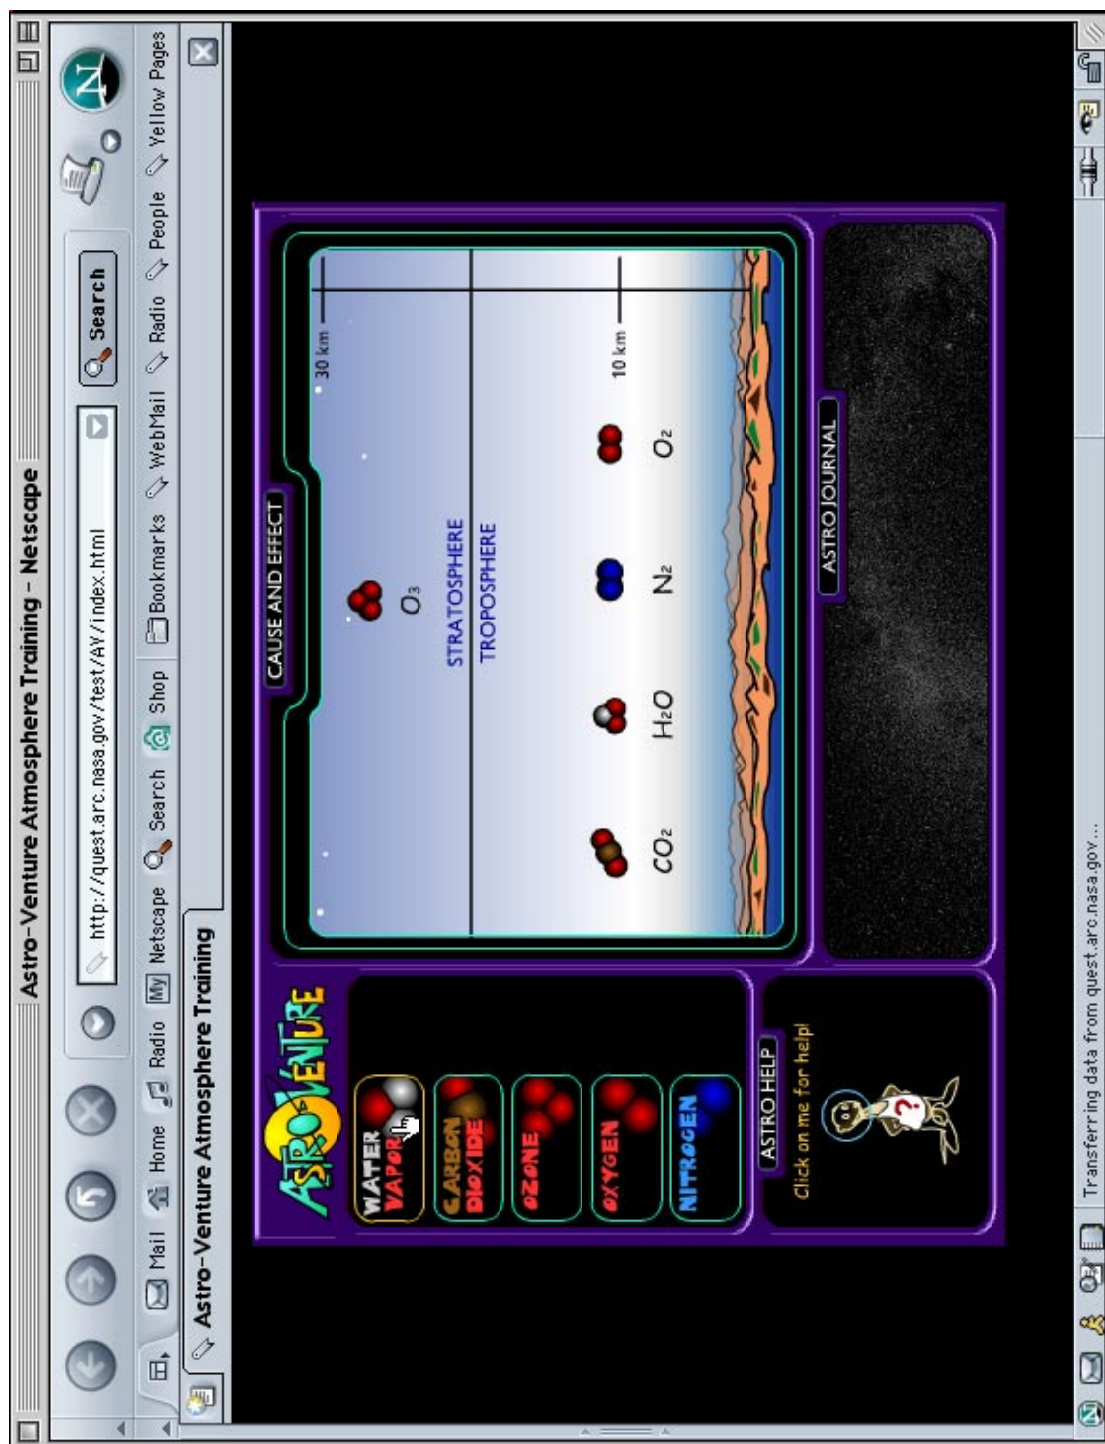 Astro-Venture Atmosphere Training - Netscape
http://quest.arc.nasa.gov/test/AV/index.html
Search
N
Mail Home Radio My Netscape Search Shop Bookmarks WebMail Radio People Yellow Pages
Astro-Venture Atmosphere Training
ASTRO-VENTURE
WATER
VAPOR
CARBON
DIOXIDE
OZONE
OXYGEN
NITROGEN
ASTRO HELP
Click on me for help!
?
CAUSE AND EFFECT
30 km
O₃
STRATOSPHERE
TROPOSPHERE
10 km
CO₂ H₂O N₂ O₂
ASTRO JOURNAL
Transferring data from quest.arc.nasa.gov...